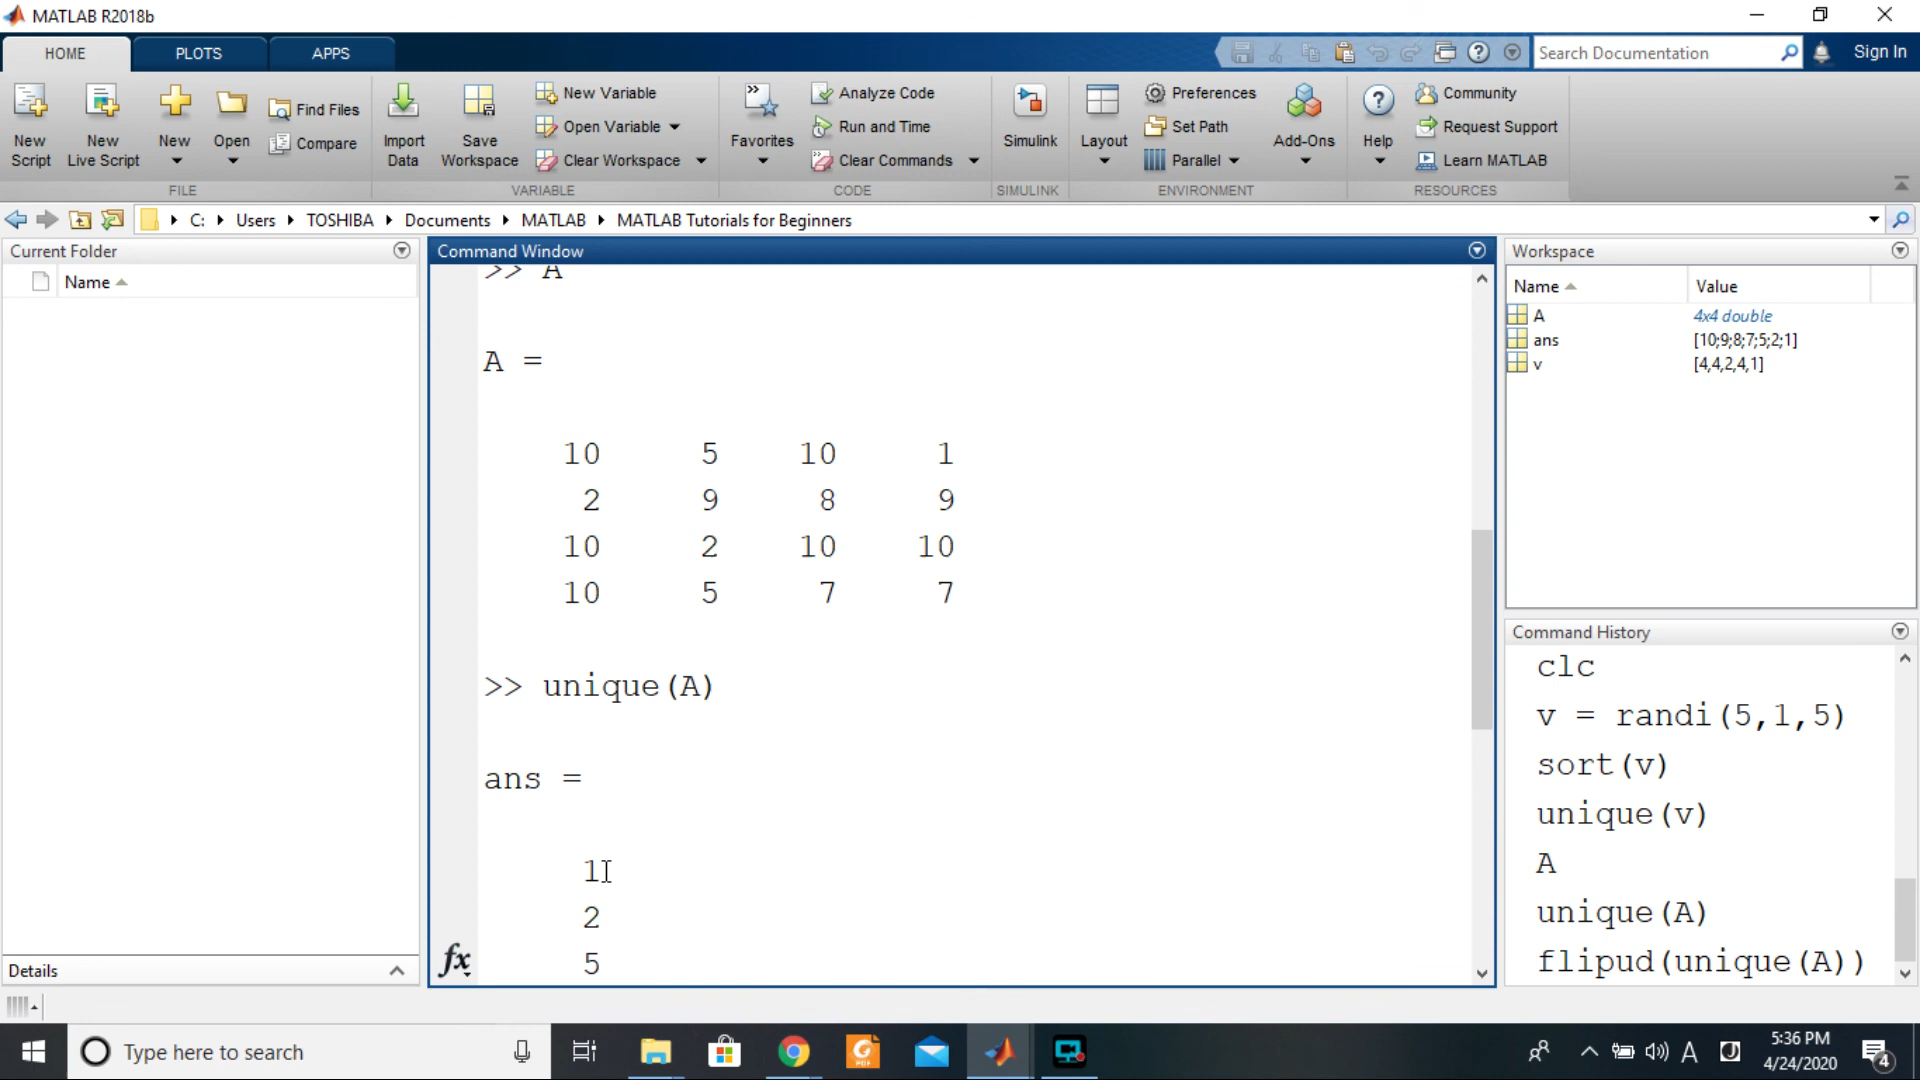 MATLAB R2018b
HOME PLOTS APPS
Search Documentation
Sign In
New Script
New Live Script
New
Open
Find Files
Compare
FILE
Import Data
Save Workspace
New Variable
Open Variable
Clear Workspace
VARIABLE
Favorites
Analyze Code
Run and Time
Clear Commands
CODE
Simulink
SIMULINK
Layout
Preferences
Set Path
Parallel
Add-Ons
ENVIRONMENT
Help
Community
Request Support
Learn MATLAB
RESOURCES
C: Users TOSHIBA Documents MATLAB MATLAB Tutorials for Beginners
Current Folder
Name
Details
Command Window
>> A
A =
10 5 10 1
2 9 8 9
10 2 10 10
10 5 7 7
>> unique(A)
ans =
1
2
5
fx
Workspace
Name Value
A 4x4 double
ans [10;9;8;7;5;2;1]
v [4,4,2,4,1]
Command History
clc
v = randi(5,1,5)
sort(v)
unique(v)
A
unique(A)
flipud(unique(A))
Type here to search
PDF
A
J
5:36 PM
4/24/2020
4